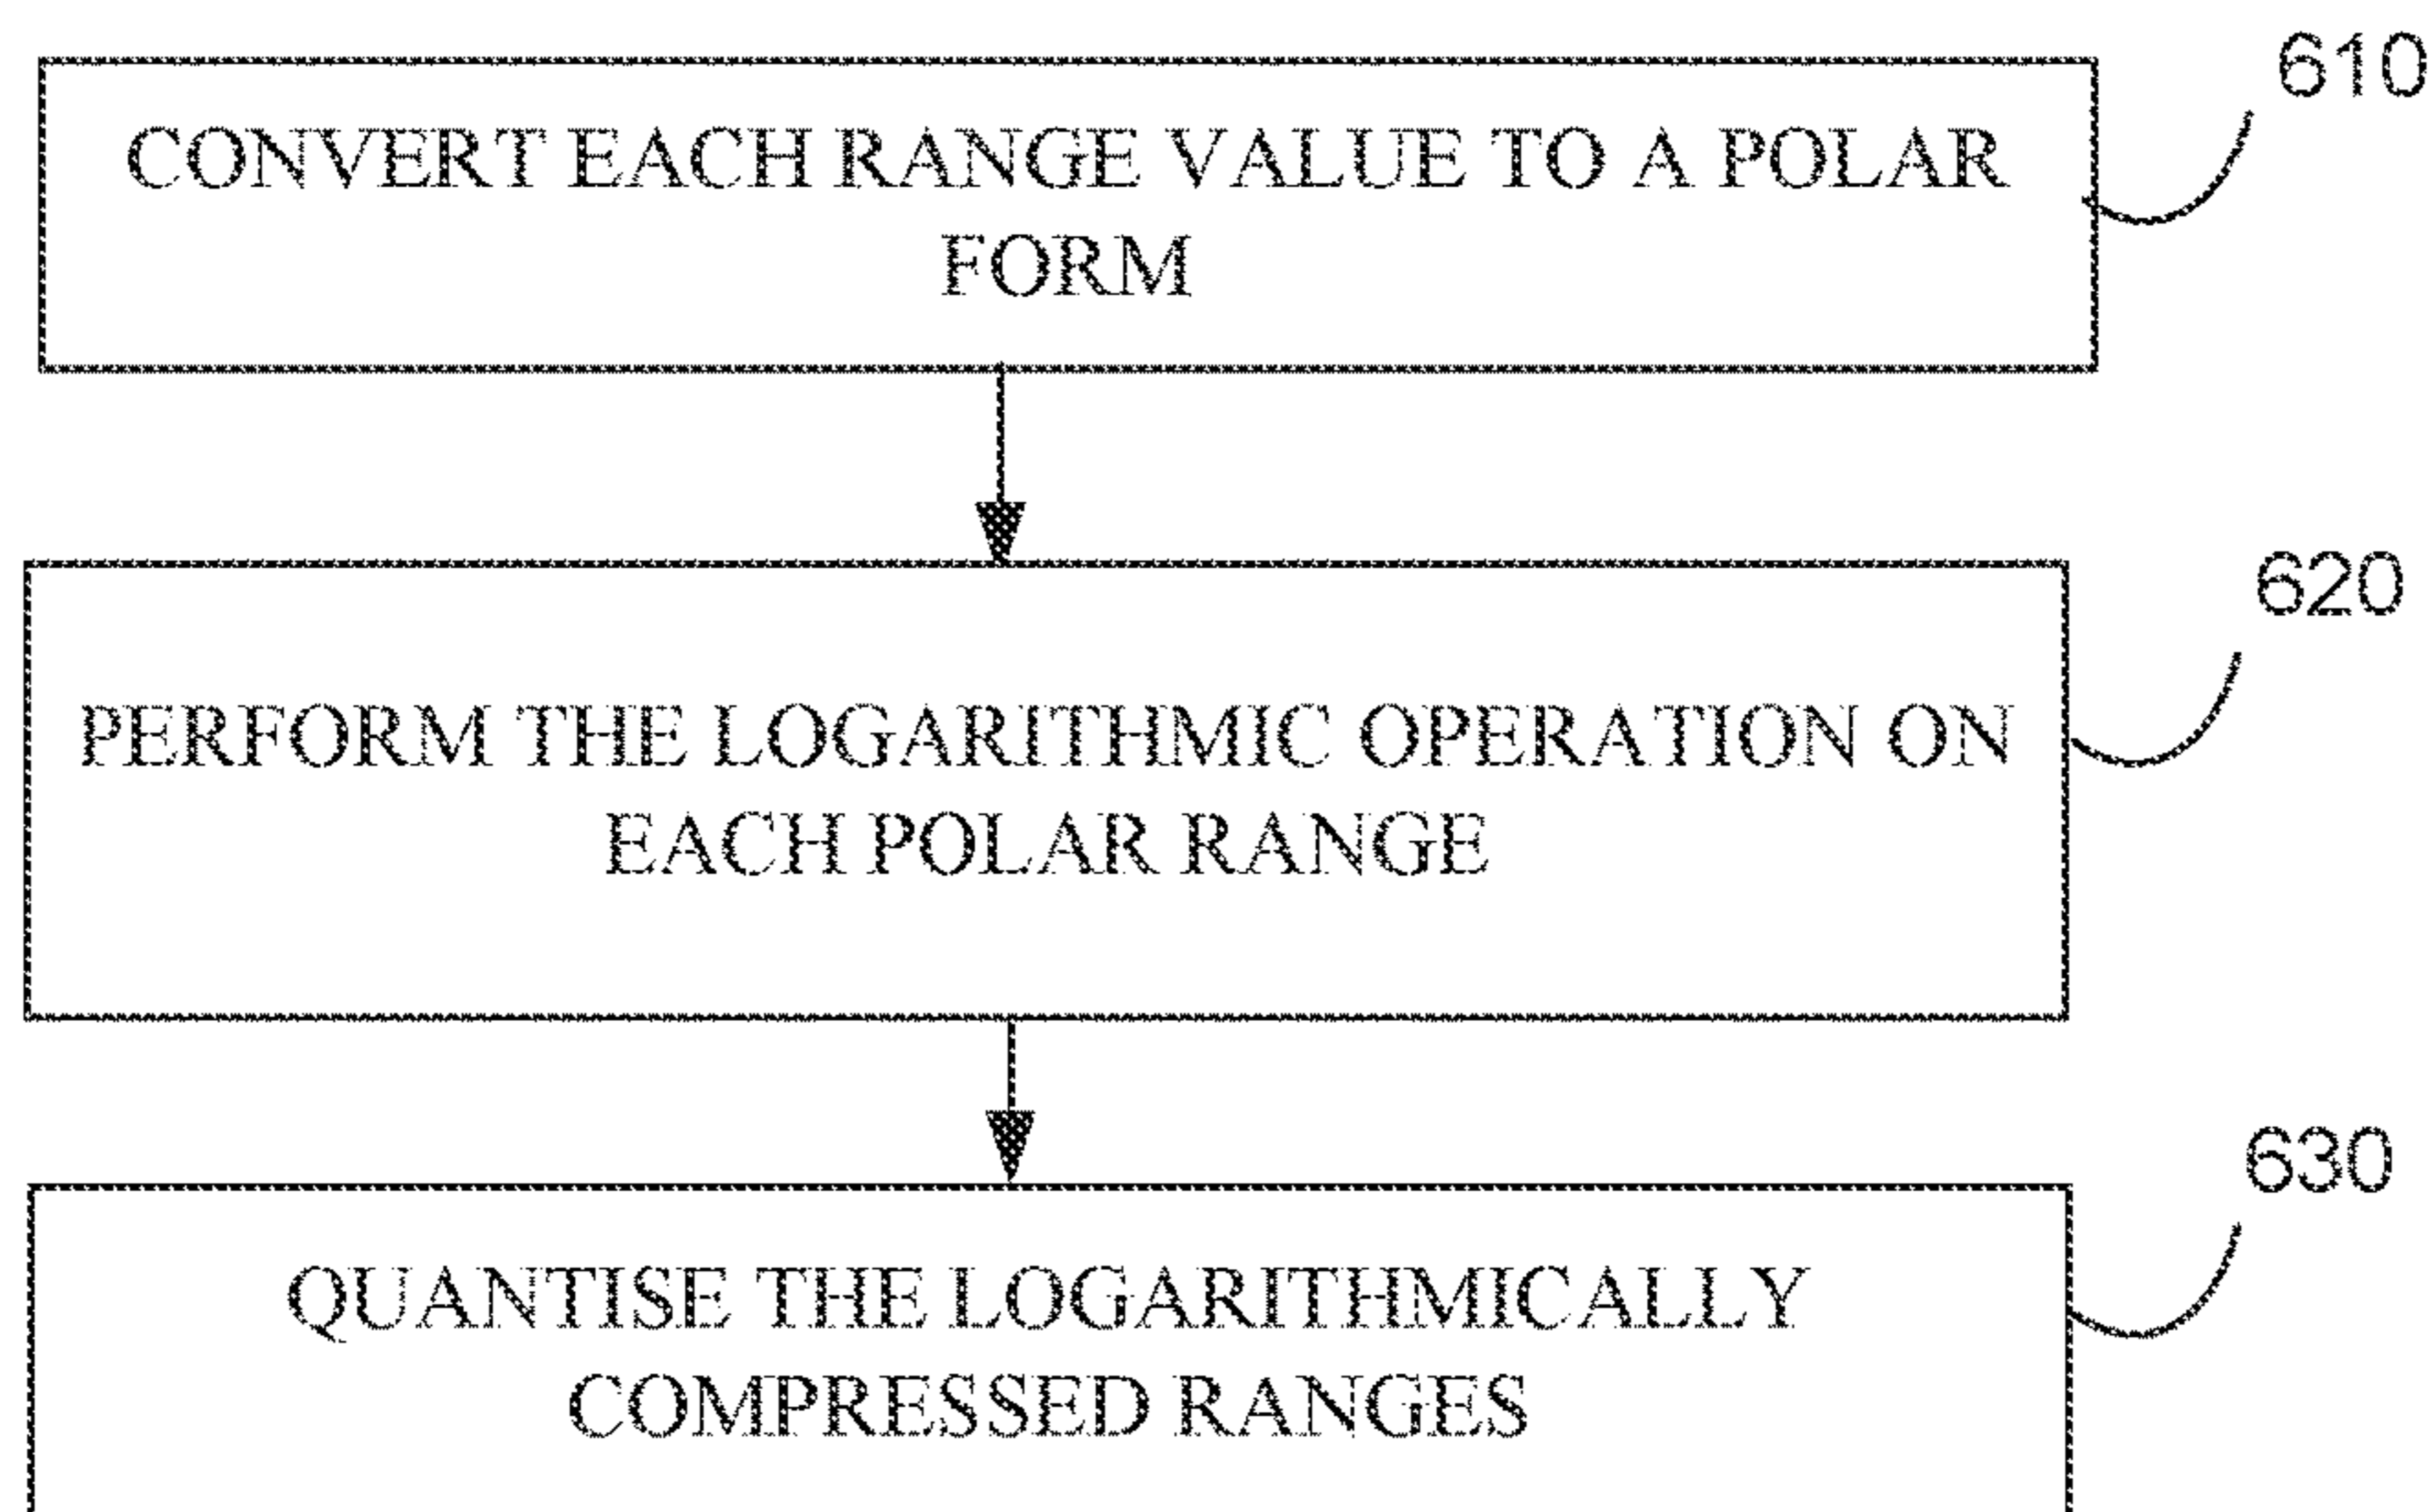 610
CONVERT EACH RANGE VALUE TO A POLAR
FORM
620
PERFORM THE LOGARITHMIC OPERATION ON
EACH POLAR RANGE
630
QUANTISE THE LOGARITHMICALLY
COMPRESSED RANGES